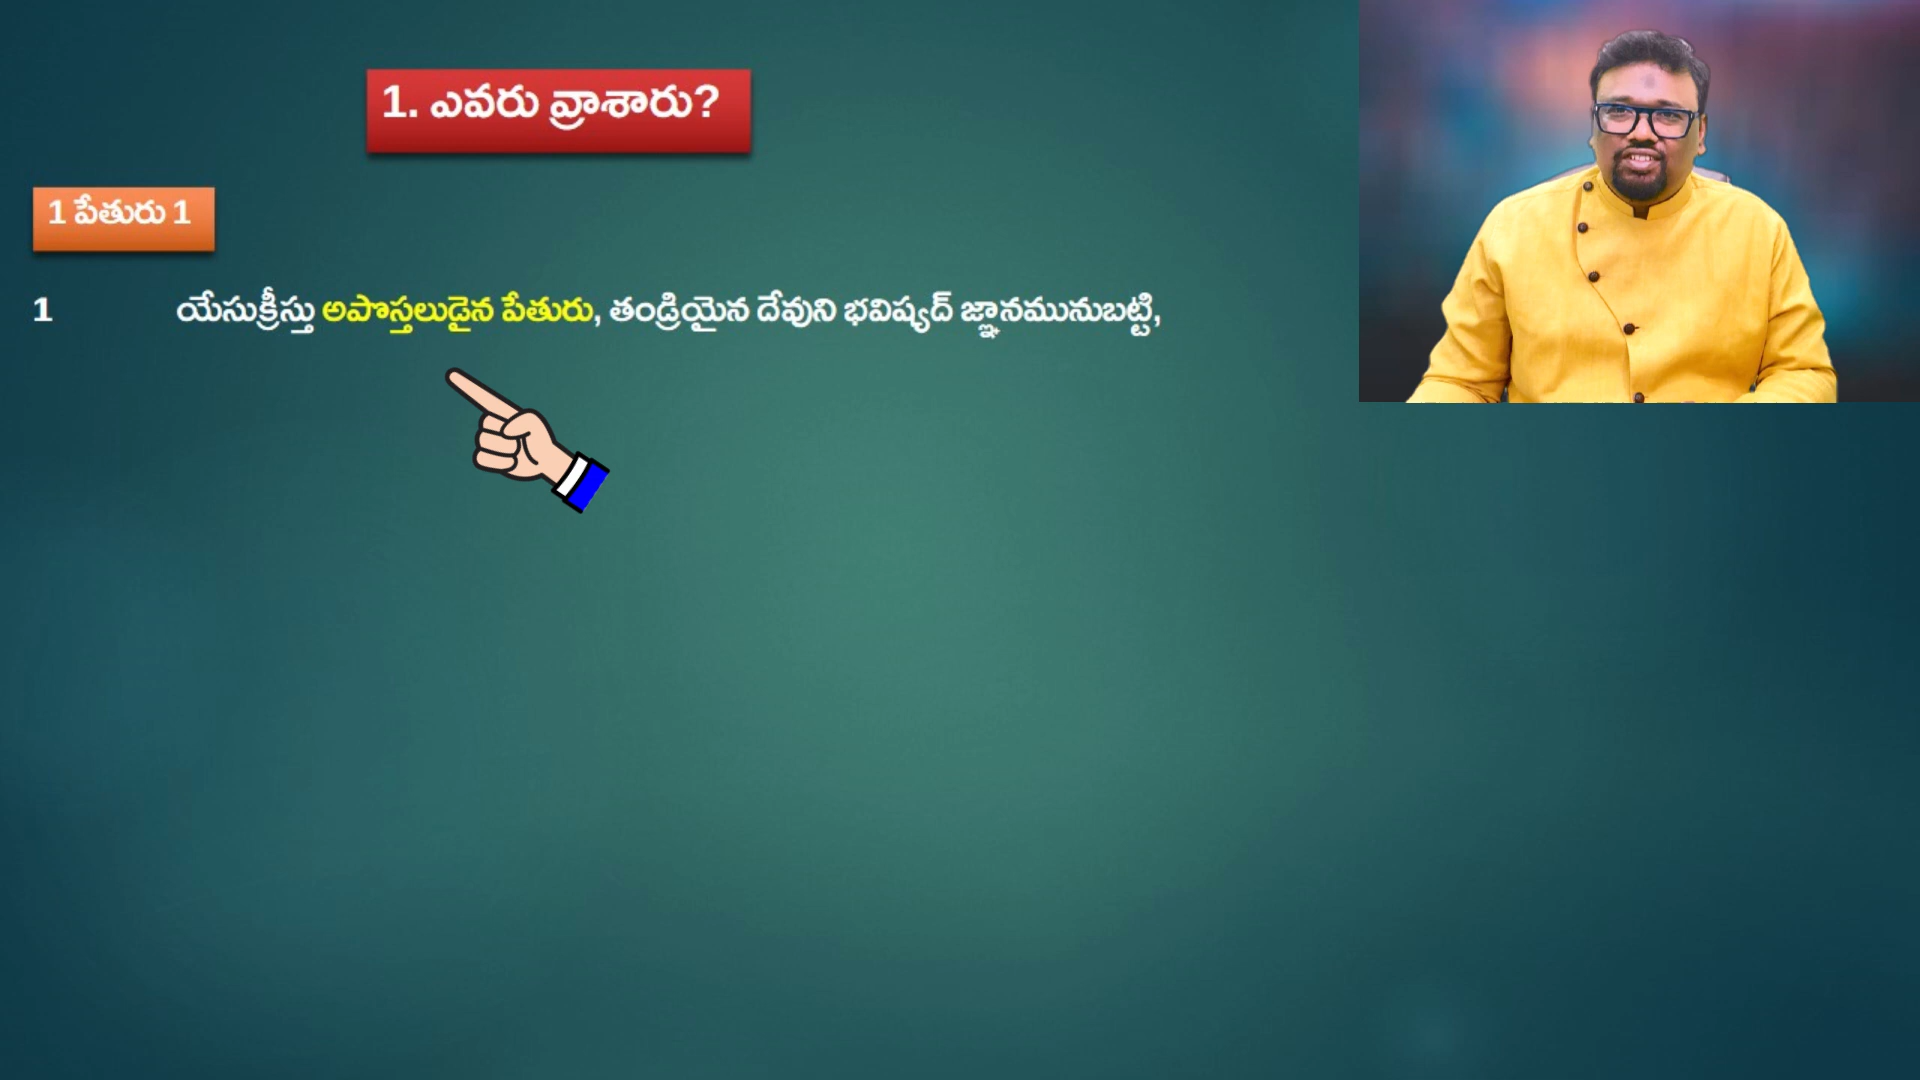 1. ఎవరు వ్రాశారు?
1 పేతురు 1
1 యేసుక్రీస్తు అపొస్తలుడైన పేతురు, తండ్రియైన దేవుని భవిష్యద్ జ్ఞానమునుబట్టి,